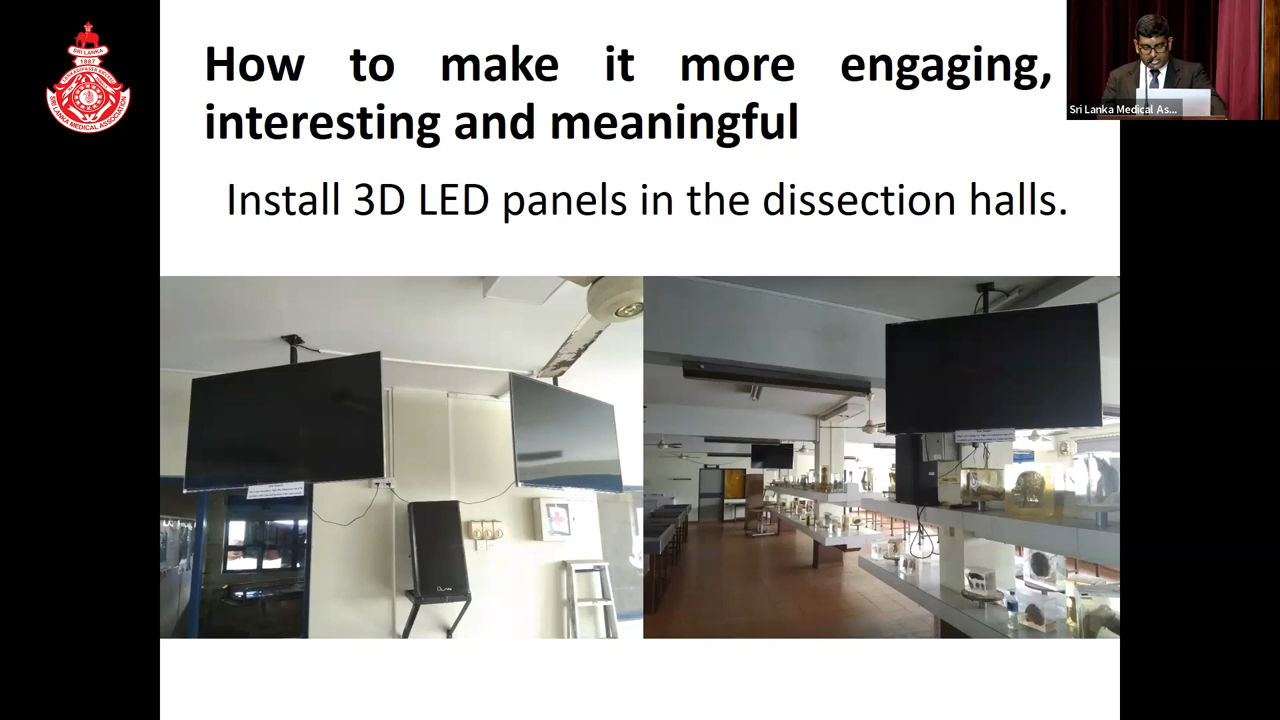 SRI LANKA
1887
SRI LANKA MEDICAL ASSOCIATION
How to make it more engaging,
interesting and meaningful
Install 3D LED panels in the dissection halls.
Sri Lanka Medical As...